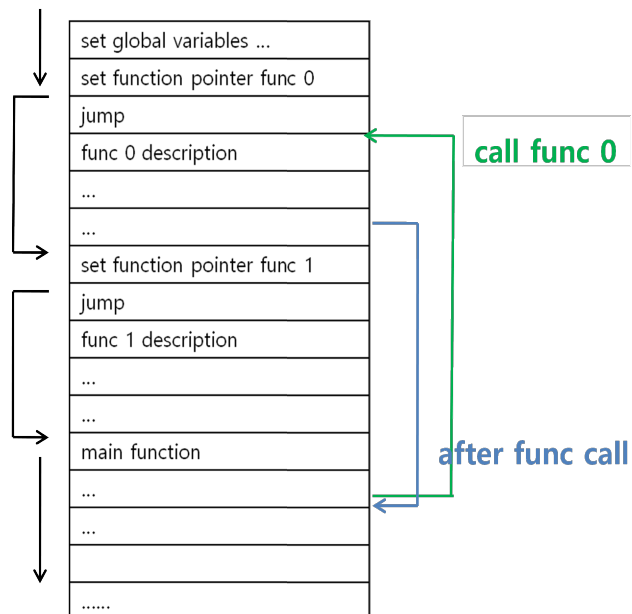 set global variables ...
set function pointer func 0
jump
func 0 description
...
...
set function pointer func 1
jump
func 1 description
...
...
main function
...
...
......
call func 0
after func call